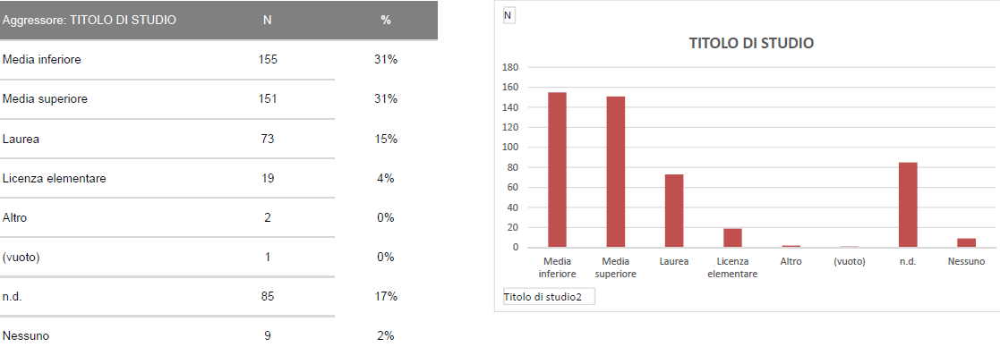 Aggressore: TITOLO DI STUDIO N %
Media inferiore 155 31%
Media superiore 151 31%
Laurea 73 15%
Licenza elementare 19 4%
Altro 2 0%
(vuoto) 1 0%
n.d. 85 17%
Nessuno 9 2%
N
TITOLO DI STUDIO
180
160
140
120
100
80
60
40
20
0
Media inferiore
Media superiore
Laurea
Licenza elementare
Altro
(vuoto)
n.d.
Nessuno
Titolo di studio2